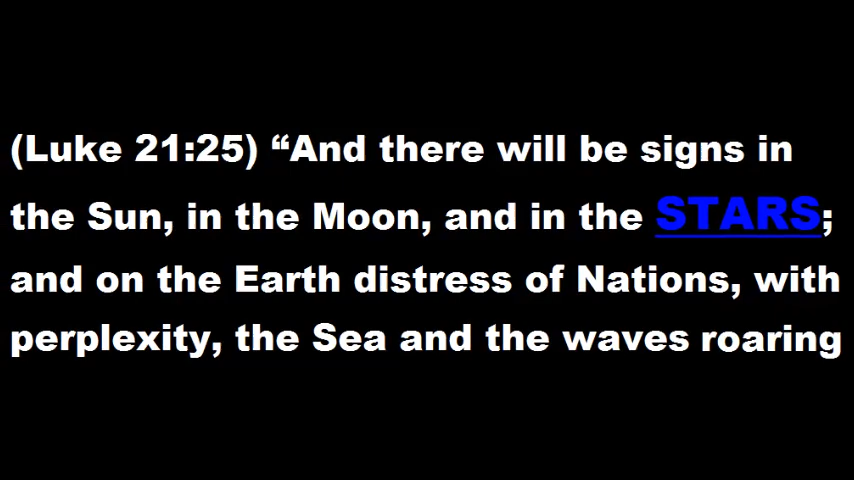 (Luke 21:25) “And there will be signs in
the Sun, in the Moon, and in the STARS;
and on the Earth distress of Nations, with
perplexity, the Sea and the waves roaring